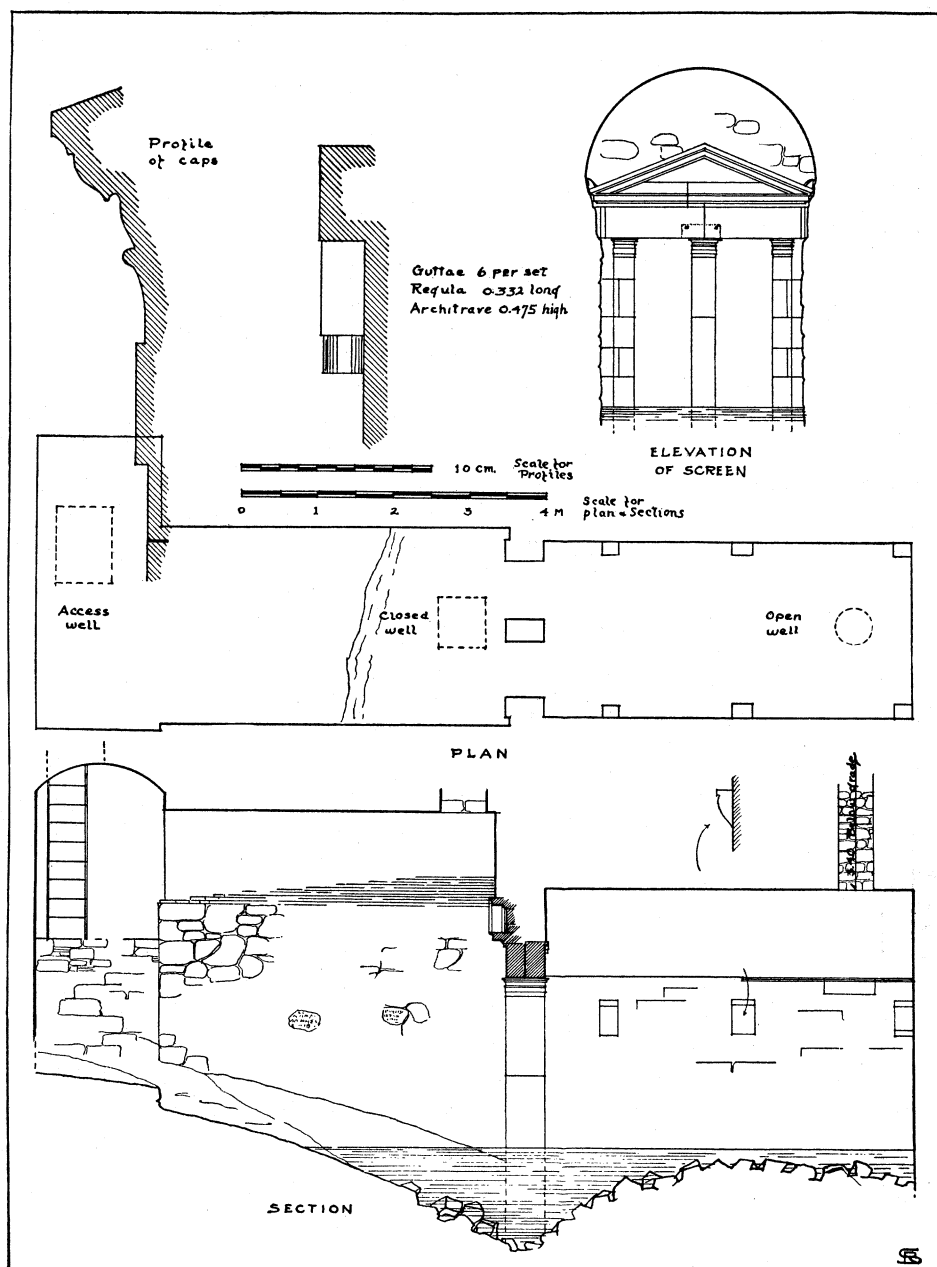 Profile
of caps
Guttae 6 per set
Regula 0.332 long
Architrave 0.475 high
ELEVATION
OF SCREEN
10 cm. Scale for
Profiles
0 1 2 3 4 M
Scale for
plan & Sections
Access
well
Closed
well
Open
well
PLAN
Below grade
SECTION